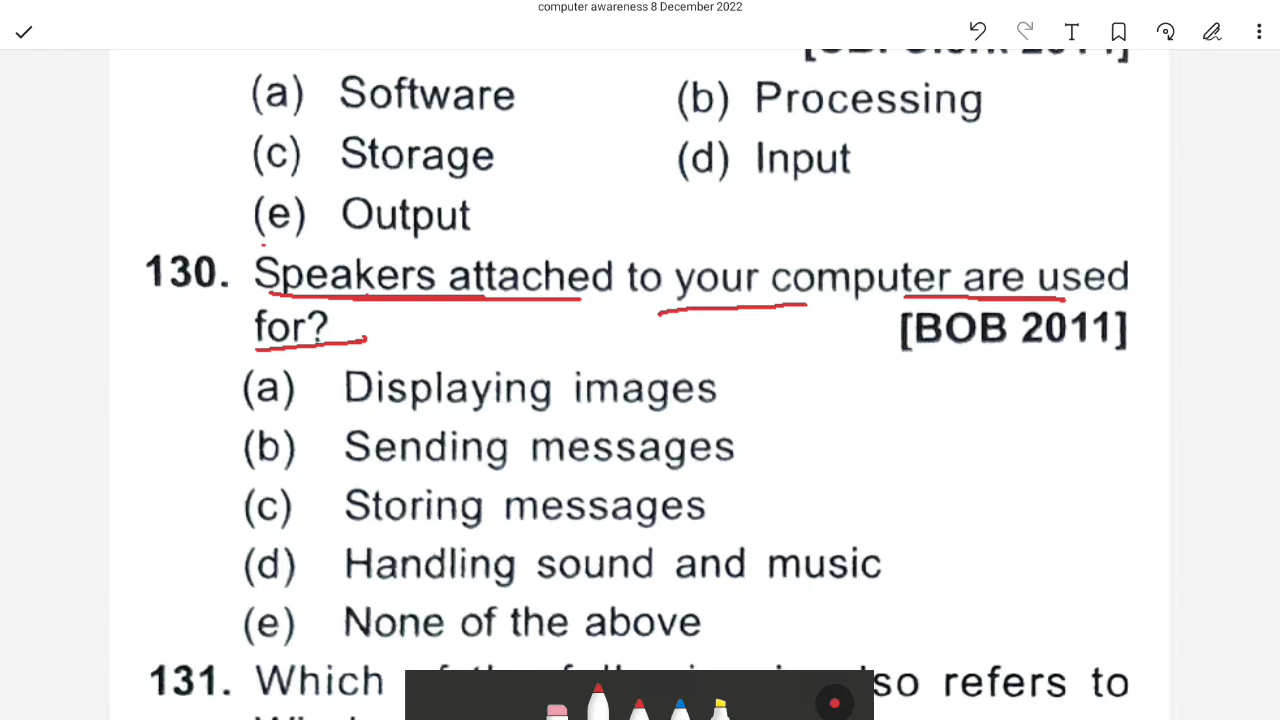 computer awareness 8 December 2022
(a) Software (b) Processing
(c) Storage (d) Input
(e) Output
130. Speakers attached to your computer are used
for? [BOB 2011]
(a) Displaying images
(b) Sending messages
(c) Storing messages
(d) Handling sound and music
(e) None of the above
131. Which so refers to